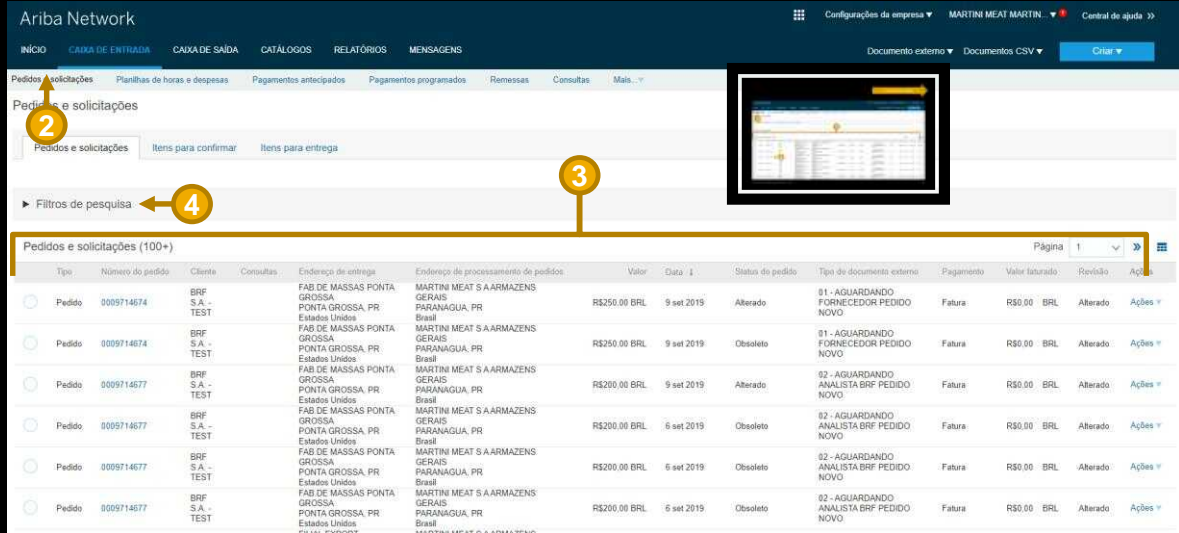 Ariba Network
Configurações da empresa ▼ MARTINI MEAT MARTIN... ▼ Central de ajuda »
INÍCIO CAIXA DE ENTRADA CAIXA DE SAÍDA CATÁLOGOS RELATÓRIOS MENSAGENS
Documento externo ▼ Documentos CSV ▼ Criar ▼
Pedidos e solicitações Planilhas de horas e despesas Pagamentos antecipados Pagamentos programados Remessas Consultas Mais...
Pedidos e solicitações
2
Pedidos e solicitações Itens para confirmar Itens para entrega
3
► Filtros de pesquisa 4
Pedidos e solicitações (100+) Página 1 »
Tipo Número do pedido Cliente Consultas Endereço de entrega Endereço de processamento de pedidos Valor Data ↓ Status do pedido Tipo de documento externo Pagamento Valor faturado Revisão Ações
FAB.DE MASSAS PONTA MARTINI MEAT S A ARMAZENS
BRF GROSSA GERAIS 01 - AGUARDANDO
Pedido 0009714674 S.A. - PONTA GROSSA, PR PARANAGUA, PR R$250.00 BRL 9 set 2019 Alterado FORNECEDOR PEDIDO Fatura R$0,00 BRL Alterado Ações
TEST Estados Unidos Brasil NOVO
FAB.DE MASSAS PONTA MARTINI MEAT S A ARMAZENS
BRF GROSSA GERAIS 01 - AGUARDANDO
Pedido 0009714674 S.A. - PONTA GROSSA, PR PARANAGUA, PR R$250.00 BRL 9 set 2019 Obsoleto FORNECEDOR PEDIDO Fatura R$0,00 BRL Alterado Ações
TEST Estados Unidos Brasil NOVO
FAB.DE MASSAS PONTA MARTINI MEAT S A ARMAZENS
BRF GROSSA GERAIS 02 - AGUARDANDO
Pedido 0009714677 S.A. - PONTA GROSSA, PR PARANAGUA, PR R$200.00 BRL 9 set 2019 Alterado ANALISTA BRF PEDIDO Fatura R$0,00 BRL Alterado Ações
TEST Estados Unidos Brasil NOVO
FAB.DE MASSAS PONTA MARTINI MEAT S A ARMAZENS
BRF GROSSA GERAIS 02 - AGUARDANDO
Pedido 0009714677 S.A. - PONTA GROSSA, PR PARANAGUA, PR R$200.00 BRL 6 set 2019 Obsoleto ANALISTA BRF PEDIDO Fatura R$0,00 BRL Alterado Ações
TEST Estados Unidos Brasil NOVO
FAB.DE MASSAS PONTA MARTINI MEAT S A ARMAZENS
BRF GROSSA GERAIS 02 - AGUARDANDO
Pedido 0009714677 S.A. - PONTA GROSSA, PR PARANAGUA, PR R$200.00 BRL 6 set 2019 Obsoleto ANALISTA BRF PEDIDO Fatura R$0,00 BRL Alterado Ações
TEST Estados Unidos Brasil NOVO
FAB.DE MASSAS PONTA MARTINI MEAT S A ARMAZENS
BRF GROSSA GERAIS 02 - AGUARDANDO
Pedido 0009714677 S.A. - PONTA GROSSA, PR PARANAGUA, PR R$200.00 BRL 6 set 2019 Obsoleto ANALISTA BRF PEDIDO Fatura R$0,00 BRL Alterado Ações
TEST Estados Unidos Brasil NOVO